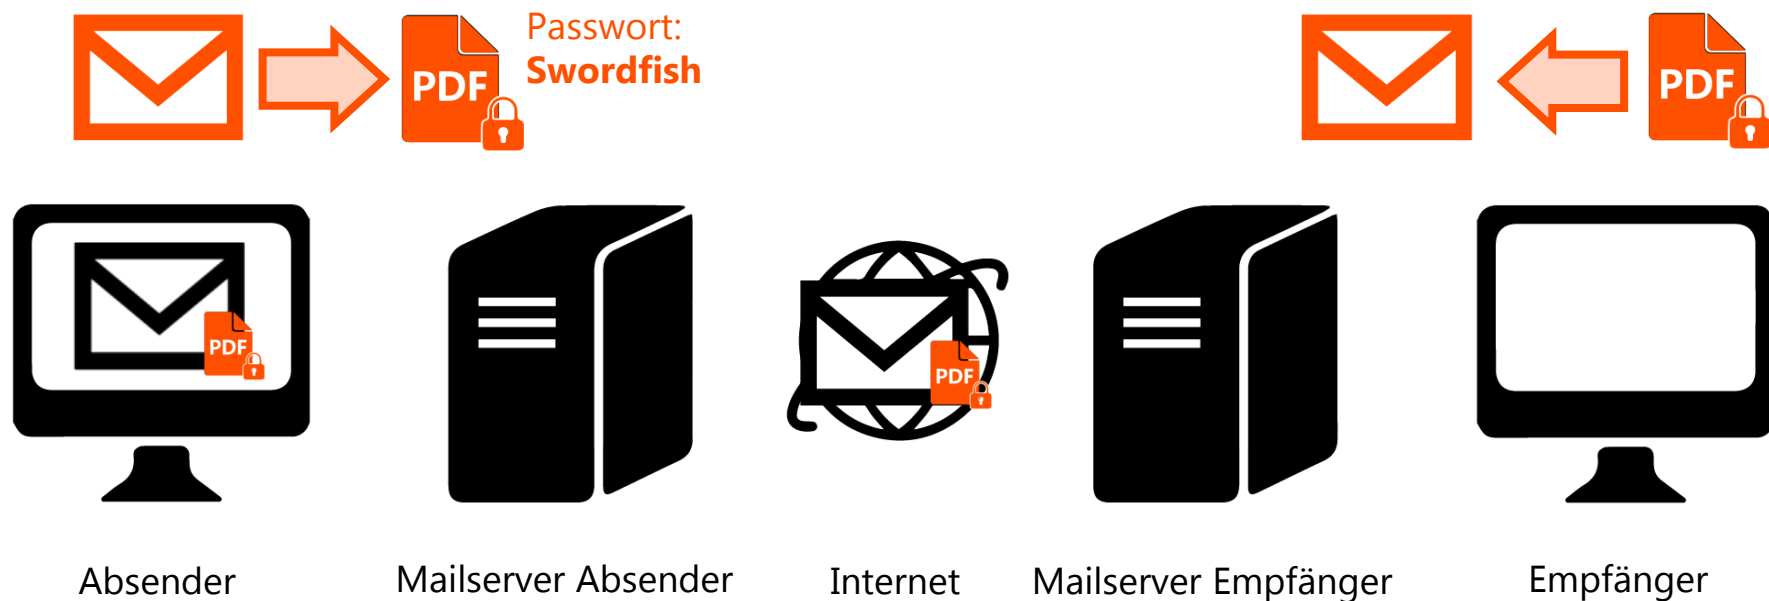 PDF
Passwort:
Swordfish
PDF
PDF
PDF
Absender
Mailserver Absender
Internet
Mailserver Empfänger
Empfänger